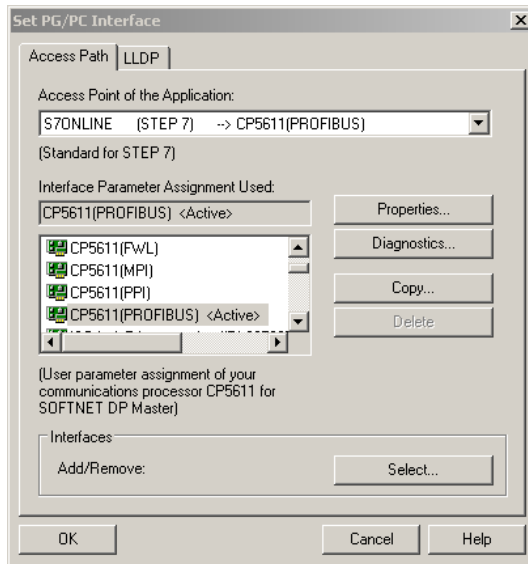 Set PG/PC Interface
Access Path
LLDP
Access Point of the Application:
S7ONLINE (STEP 7) --> CP5611(PROFIBUS)
(Standard for STEP 7)
Interface Parameter Assignment Used:
CP5611(PROFIBUS) <Active>
Properties...
CP5611(FWL)
CP5611(MPI)
CP5611(PPI)
CP5611(PROFIBUS) <Active>
Diagnostics...
Copy...
Delete
(User parameter assignment of your
communications processor CP5611 for
SOFTNET DP Master)
Interfaces
Add/Remove:
Select...
OK
Cancel
Help